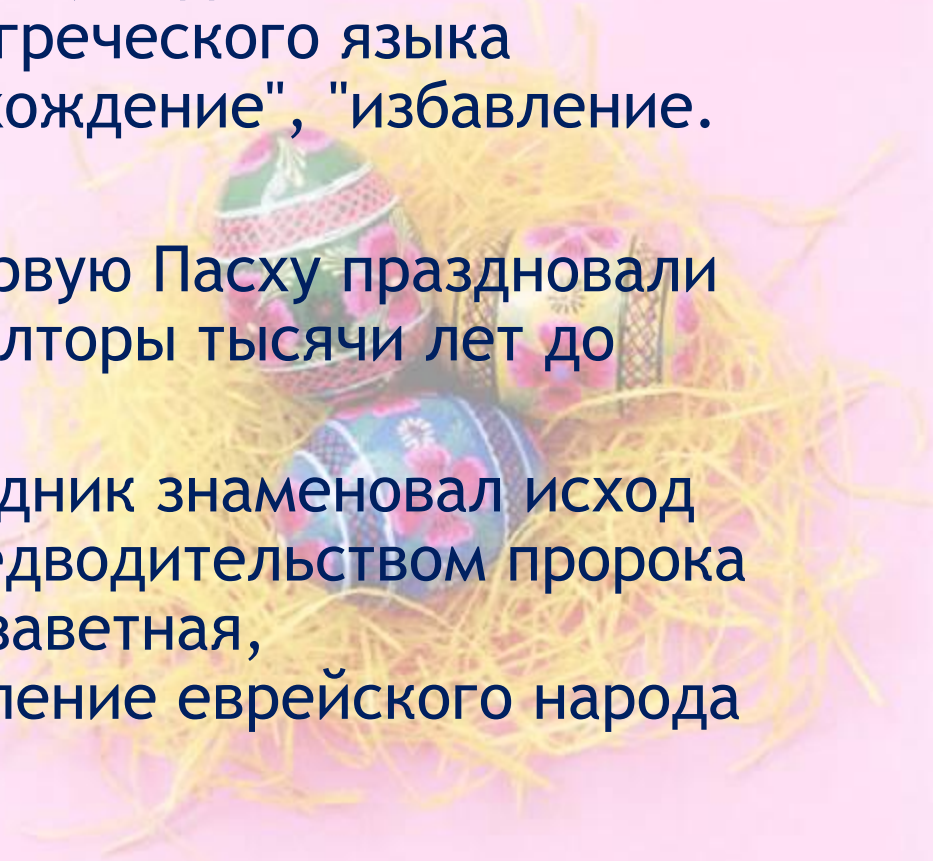 греческого языка
хождение", "избавление.
рвую Пасху праздновали
лторы тысячи лет до
дник знаменовал исход
едводительством пророка
заветная,
ление еврейского народа